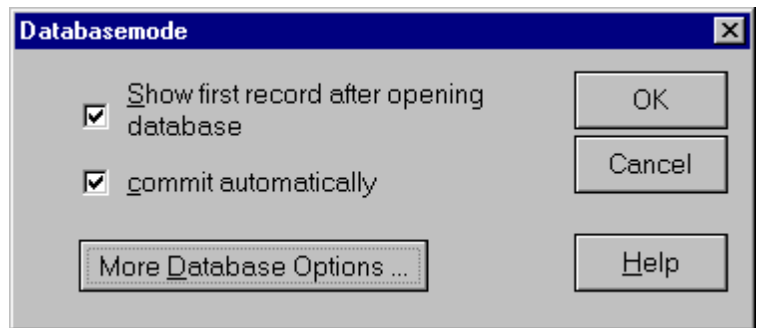 Databasemode
Show first record after opening
database
OK
Cancel
commit automatically
More Database Options ...
Help